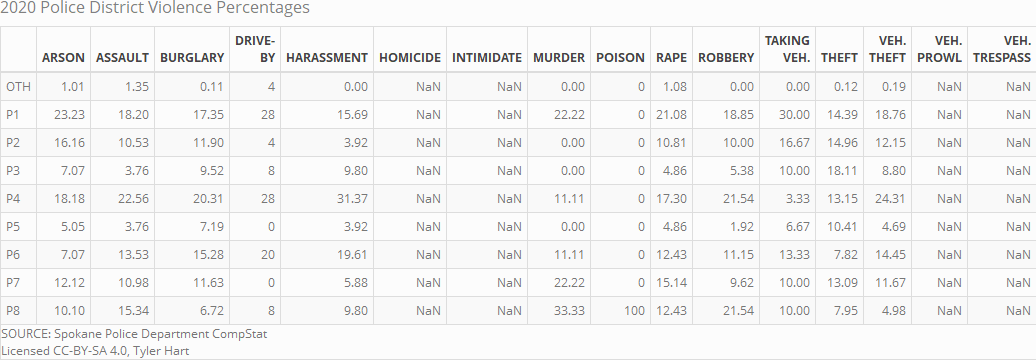 2020 Police District Violence Percentages
ARSON ASSAULT BURGLARY DRIVE-BY HARASSMENT HOMICIDE INTIMIDATE MURDER POISON RAPE ROBBERY TAKING VEH. THEFT VEH. THEFT VEH. PROWL VEH. TRESPASS
OTH 1.01 1.35 0.11 4 0.00 NaN NaN 0.00 0 1.08 0.00 0.00 0.12 0.19 NaN NaN
P1 23.23 18.20 17.35 28 15.69 NaN NaN 22.22 0 21.08 18.85 30.00 14.39 18.76 NaN NaN
P2 16.16 10.53 11.90 4 3.92 NaN NaN 0.00 0 10.81 10.00 16.67 14.96 12.15 NaN NaN
P3 7.07 3.76 9.52 8 9.80 NaN NaN 0.00 0 4.86 5.38 10.00 18.11 8.80 NaN NaN
P4 18.18 22.56 20.31 28 31.37 NaN NaN 11.11 0 17.30 21.54 3.33 13.15 24.31 NaN NaN
P5 5.05 3.76 7.19 0 3.92 NaN NaN 0.00 0 4.86 1.92 6.67 10.41 4.69 NaN NaN
P6 7.07 13.53 15.28 20 19.61 NaN NaN 11.11 0 12.43 11.15 13.33 7.82 14.45 NaN NaN
P7 12.12 10.98 11.63 0 5.88 NaN NaN 22.22 0 15.14 9.62 10.00 13.09 11.67 NaN NaN
P8 10.10 15.34 6.72 8 9.80 NaN NaN 33.33 100 12.43 21.54 10.00 7.95 4.98 NaN NaN
SOURCE: Spokane Police Department CompStat
Licensed CC-BY-SA 4.0, Tyler Hart